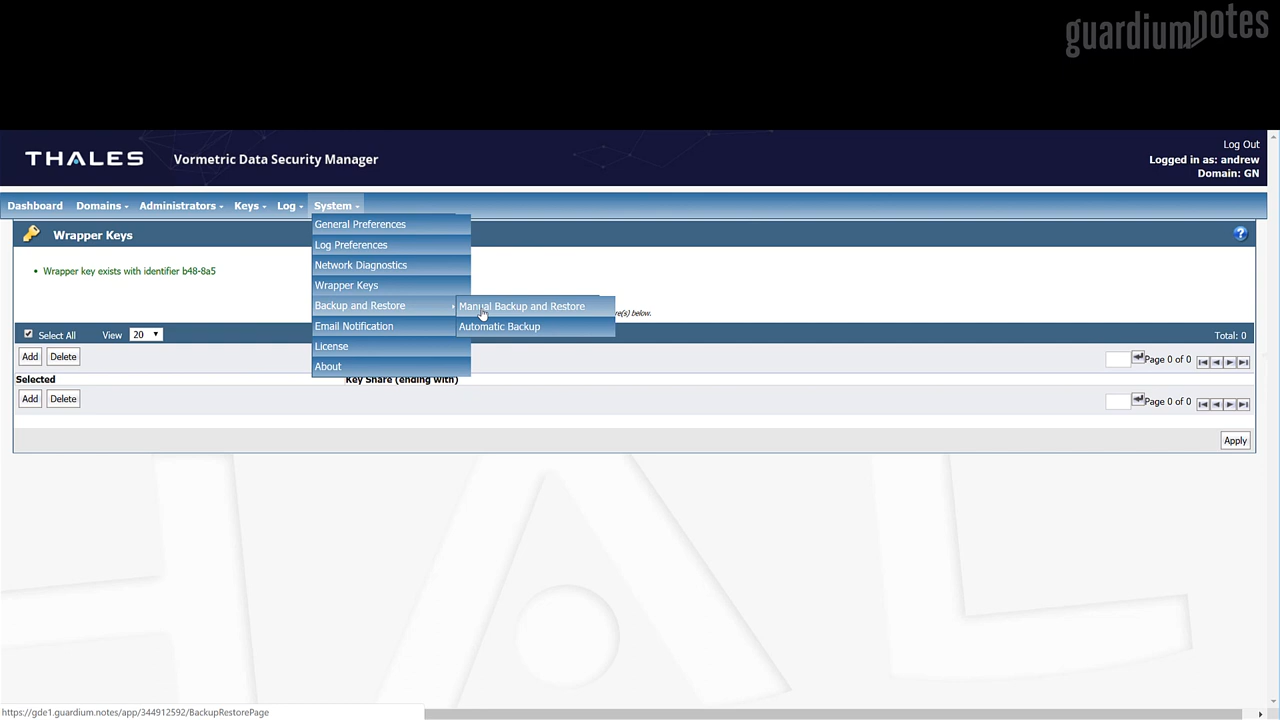 guardiumnotes
THALES
Vormetric Data Security Manager
Log Out
Logged in as: andrew
Domain: GN
Dashboard Domains Administrators Keys Log System
General Preferences
Log Preferences
Network Diagnostics
Wrapper Keys
Backup and Restore
Email Notification
License
About
Manual Backup and Restore
Automatic Backup
Wrapper Keys
Wrapper key exists with identifier b48-8a5
re(s) below.
Select All View 20 Total: 0
Add Delete Page 0 of 0
Selected Key Share (ending with)
Add Delete Page 0 of 0
Apply
https://gde1.guardium.notes/app/344912592/BackupRestorePage